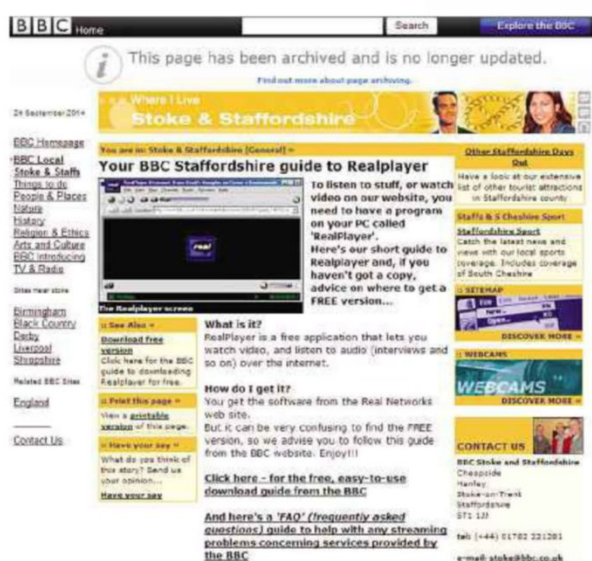 BBC Home
Search
Explore the BBC
i
This page has been archived and is no longer updated.
Find out more about page archiving.
24 September 2014
Where I Live
Stoke & Staffordshire
BBC Homepage
BBC Local
Stoke & Staffs
Things to do
People & Places
Nature
History
Religion & Ethics
Arts and Culture
BBC Introducing
TV & Radio
Sites near stoke
Birmingham
Black Country
Derby
Liverpool
Shropshire
Related BBC Sites
England
Contact Us
You are in: Stoke & Staffordshire [General] »
Your BBC Staffordshire guide to Realplayer
real
The Realplayer screen
To listen to stuff, or watch
video on our website, you
need to have a program
on your PC called
'RealPlayer'.
Here's our short guide to
Realplayer and, if you
haven't got a copy,
advice on where to get a
FREE version...
See Also
Download free
version
Click here for the BBC
guide to downloading
Realplayer for free.
Print this page
View a printable
version of this page.
Have your say
What do you think of
this story? Send us
your opinion...
Have your say
What is it?
RealPlayer is a free application that lets you
watch video, and listen to audio (interviews and
so on) over the internet.
How do I get it?
You get the software from the Real Networks
web site.
But it can be very confusing to find the FREE
version, so we advise you to follow this guide
from the BBC website. Enjoy!!!
Click here - for the free, easy-to-use
download guide from the BBC
And here's a 'FAQ' (frequently asked
questions) guide to help with any streaming
problems concerning services provided by
the BBC
Other Staffordshire Days
Out
Have a look at our extensive
list of other tourist attractions
in Staffordshire county
Staffs & S Cheshire Sport
Staffordshire Sport
Catch the latest news and
views with our local sports
coverage. Includes coverage
of South Cheshire
SITEMAP
File
New...
Open...
DISCOVER MORE
WEBCAMS
WEBCAMS
DISCOVER MORE
CONTACT US
BBC Stoke and Staffordshire
Cheapside
Hanley
Stoke-on-Trent
Staffordshire
ST1 1JJ
tel: (+44) 01782 221281
e-mail: stoke@bbc.co.uk